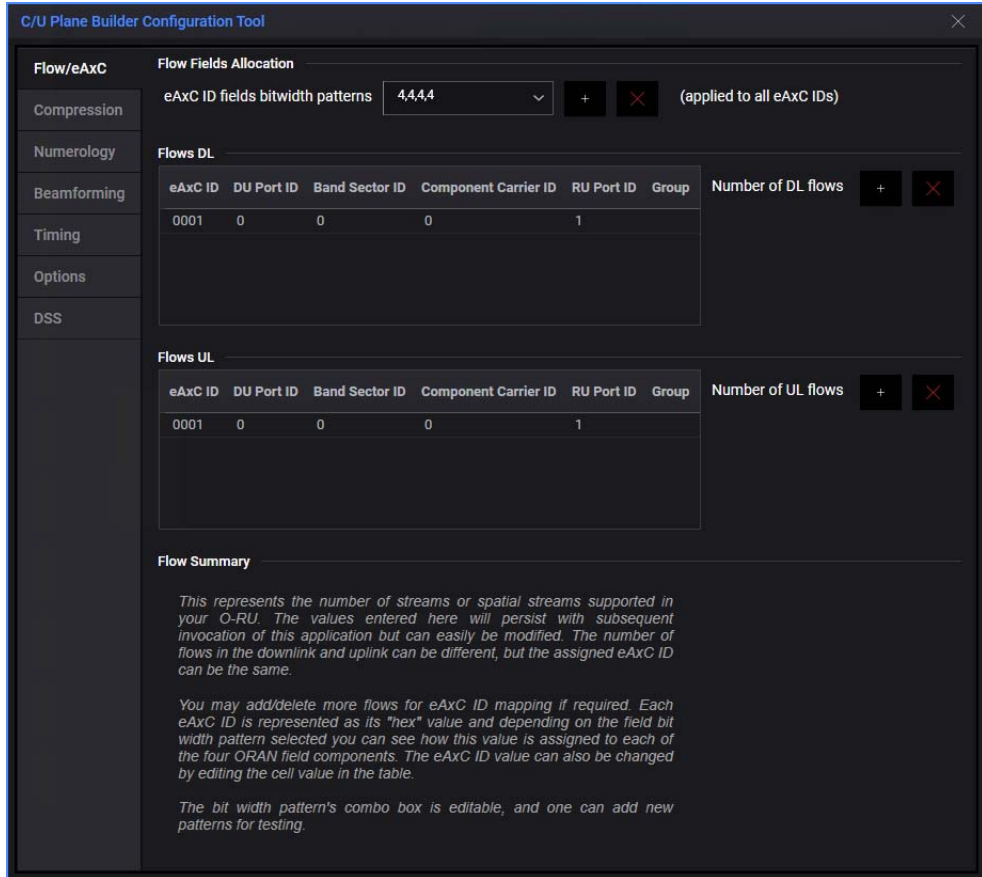 C/U Plane Builder Configuration Tool
Flow/eAxC
Compression
Numerology
Beamforming
Timing
Options
DSS
Flow Fields Allocation
eAxC ID fields bitwidth patterns 4,4,4,4 + (applied to all eAxC IDs)
Flows DL
eAxC ID DU Port ID Band Sector ID Component Carrier ID RU Port ID Group Number of DL flows +
0001 0 0 0 1
Flows UL
eAxC ID DU Port ID Band Sector ID Component Carrier ID RU Port ID Group Number of UL flows +
0001 0 0 0 1
Flow Summary
This represents the number of streams or spatial streams supported in
your O-RU. The values entered here will persist with subsequent
invocation of this application but can easily be modified. The number of
flows in the downlink and uplink can be different, but the assigned eAxC ID
can be the same.
You may add/delete more flows for eAxC ID mapping if required. Each
eAxC ID is represented as its "hex" value and depending on the field bit
width pattern selected you can see how this value is assigned to each of
the four ORAN field components. The eAxC ID value can also be changed
by editing the cell value in the table.
The bit width pattern's combo box is editable, and one can add new
patterns for testing.